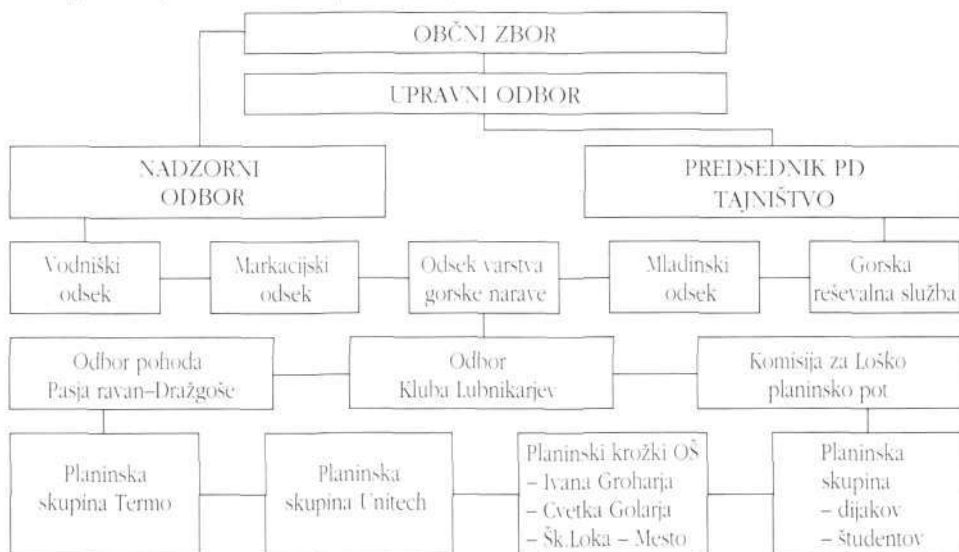 OBČNI ZBOR
UPRAVNI ODBOR
NADZORNI
ODBOR
PREDSEDNIK PD
TAJNIŠTVO
Vodniški
odsek
Markacijski
odsek
Odsek varstva
gorske narave
Mladinski
odsek
Gorska
reševalna služba
Odbor pohoda
Pasja ravan–Dražgoše
Odbor
Kluba Lubnikarjev
Komisija za Loško
planinsko pot
Planinska
skupina Termo
Planinska
skupina Unitech
Planinski krožki OŠ
– Ivana Groharja
– Cvetka Golarja
– Šk.Loka – Mesto
Planinska
skupina
– dijakov
– študentov